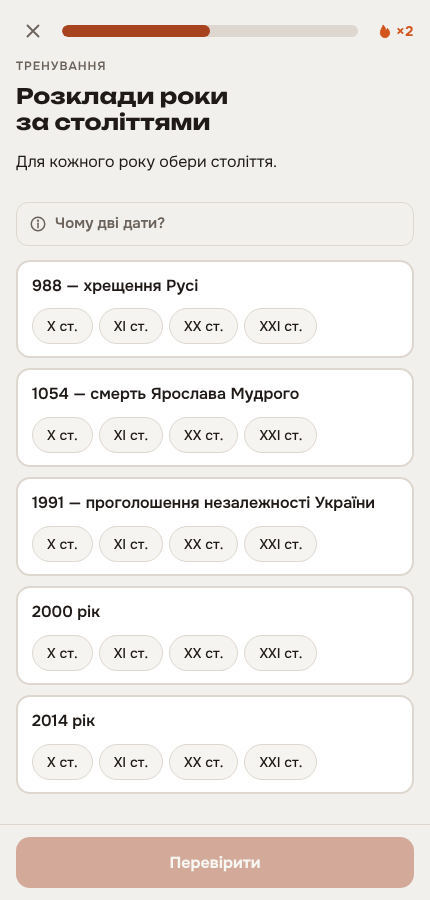 ×2
ТРЕНУВАННЯ
Розклади роки
за століттями
Для кожного року обери століття.
Чому дві дати?
988 — хрещення Русі
X ст. XI ст. XX ст. XXI ст.
1054 — смерть Ярослава Мудрого
X ст. XI ст. XX ст. XXI ст.
1991 — проголошення незалежності України
X ст. XI ст. XX ст. XXI ст.
2000 рік
X ст. XI ст. XX ст. XXI ст.
2014 рік
X ст. XI ст. XX ст. XXI ст.
Перевірити